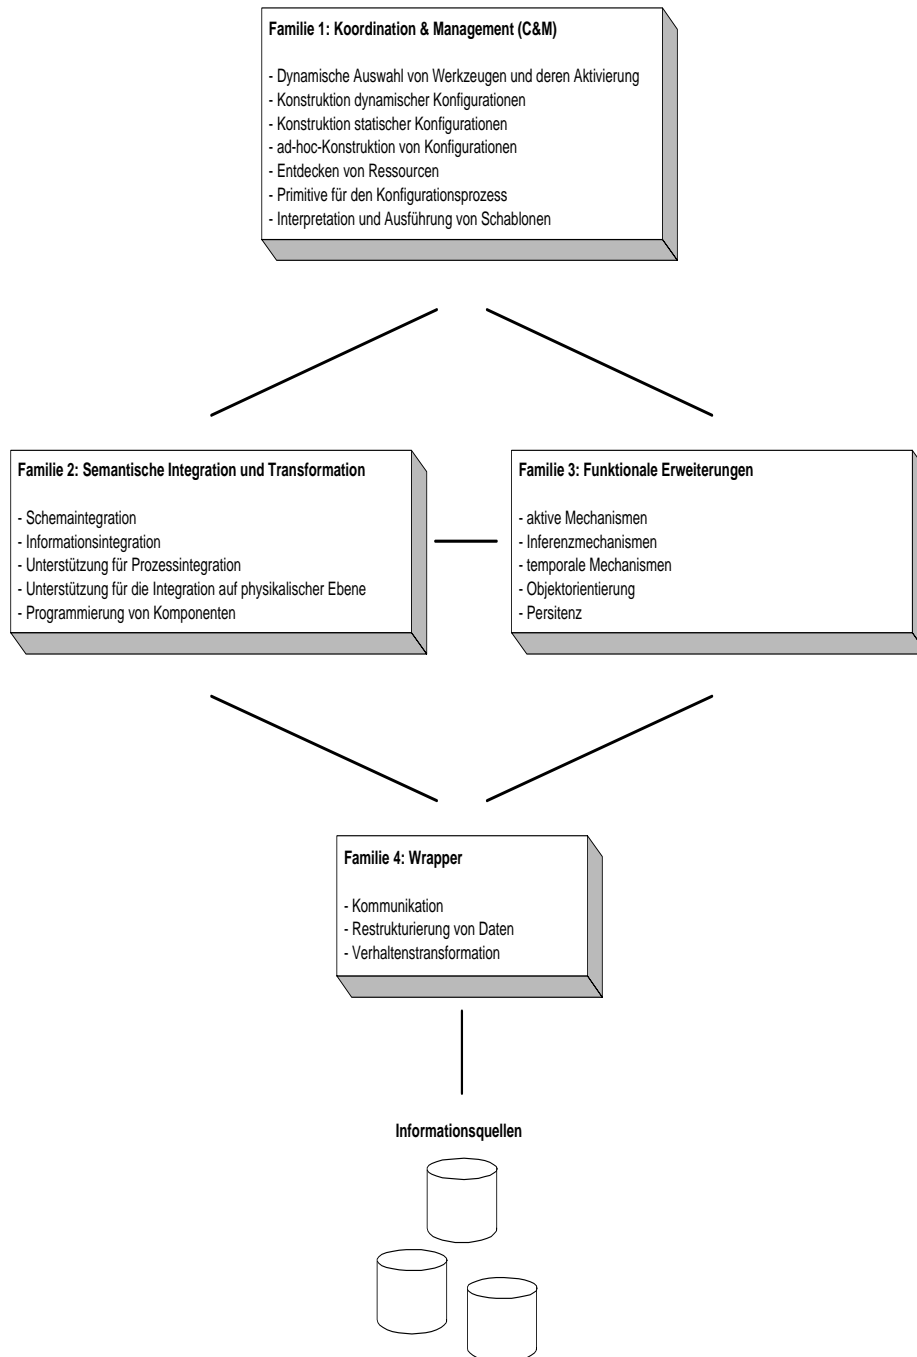 Familie 1: Koordination & Management (C&M)
- Dynamische Auswahl von Werkzeugen und deren Aktivierung
- Konstruktion dynamischer Konfigurationen
- Konstruktion statischer Konfigurationen
- ad-hoc-Konstruktion von Konfigurationen
- Entdecken von Ressourcen
- Primitive für den Konfigurationsprozess
- Interpretation und Ausführung von Schablonen
Familie 2: Semantische Integration und Transformation
- Schemaintegration
- Informationsintegration
- Unterstützung für Prozessintegration
- Unterstützung für die Integration auf physikalischer Ebene
- Programmierung von Komponenten
Familie 3: Funktionale Erweiterungen
- aktive Mechanismen
- Inferenzmechanismen
- temporale Mechanismen
- Objektorientierung
- Persitenz
Familie 4: Wrapper
- Kommunikation
- Restrukturierung von Daten
- Verhaltenstransformation
Informationsquellen